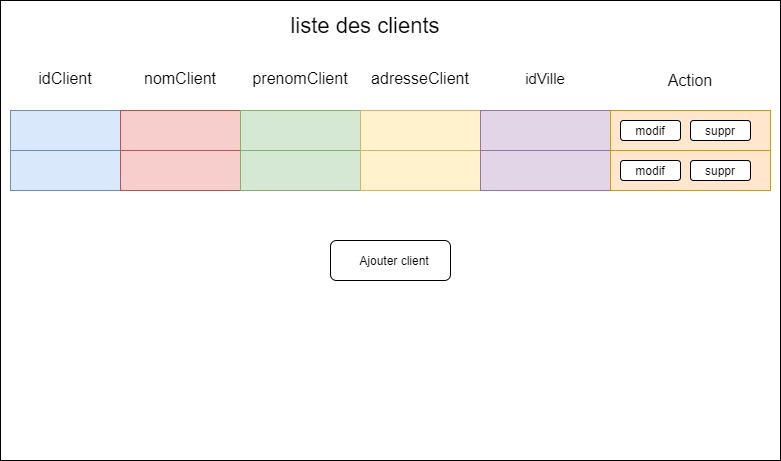 liste des clients
idClient nomClient prenomClient adresseClient idVille Action
modif suppr
modif suppr
Ajouter client